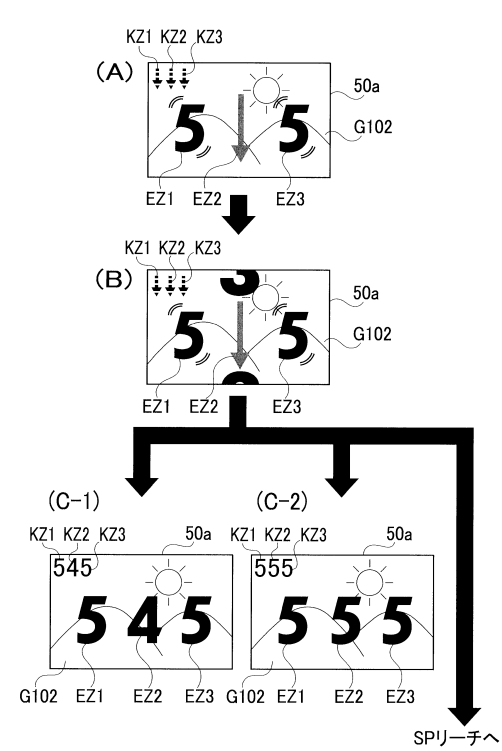 KZ1 KZ2 KZ3
(A)
50a
5 5
G102
EZ1 EZ2 EZ3
KZ1 KZ2 KZ3
(B)
50a
5 5
G102
EZ1 EZ2 EZ3
(C-1) (C-2)
KZ1 KZ2 KZ3 50a KZ1 KZ2 KZ3 50a
545 555
5 4 5 5 5 5
G102 EZ1 EZ2 EZ3 G102 EZ1 EZ2 EZ3
SPリーチへ